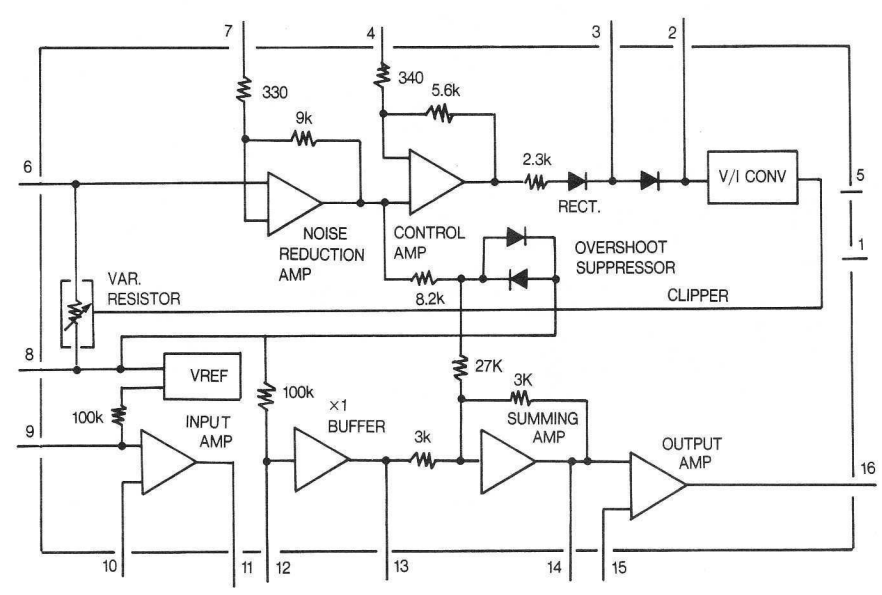 7
4
3
2
330
340
9k
5.6k
2.3k
V/I CONV
6
5
RECT.
NOISE
REDUCTION
AMP
CONTROL
AMP
OVERSHOOT
SUPPRESSOR
1
VAR.
RESISTOR
8.2k
CLIPPER
8
VREF
27K
100k
3K
100k
INPUT
AMP
×1
BUFFER
SUMMING
AMP
9
3k
OUTPUT
AMP
16
10
11
12
13
14
15